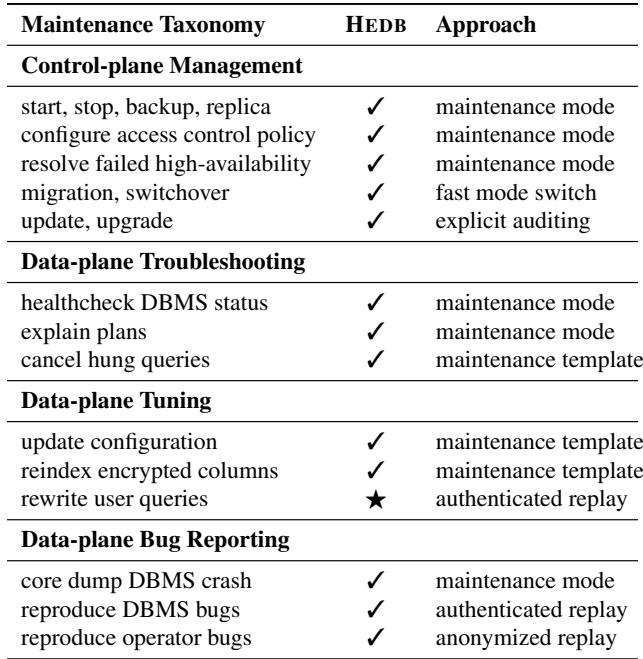 Maintenance Taxonomy HEDB Approach
Control-plane Management
start, stop, backup, replica ✓ maintenance mode
configure access control policy ✓ maintenance mode
resolve failed high-availability ✓ maintenance mode
migration, switchover ✓ fast mode switch
update, upgrade ✓ explicit auditing
Data-plane Troubleshooting
healthcheck DBMS status ✓ maintenance mode
explain plans ✓ maintenance mode
cancel hung queries ✓ maintenance template
Data-plane Tuning
update configuration ✓ maintenance template
reindex encrypted columns ✓ maintenance template
rewrite user queries ★ authenticated replay
Data-plane Bug Reporting
core dump DBMS crash ✓ maintenance mode
reproduce DBMS bugs ✓ authenticated replay
reproduce operator bugs ✓ anonymized replay